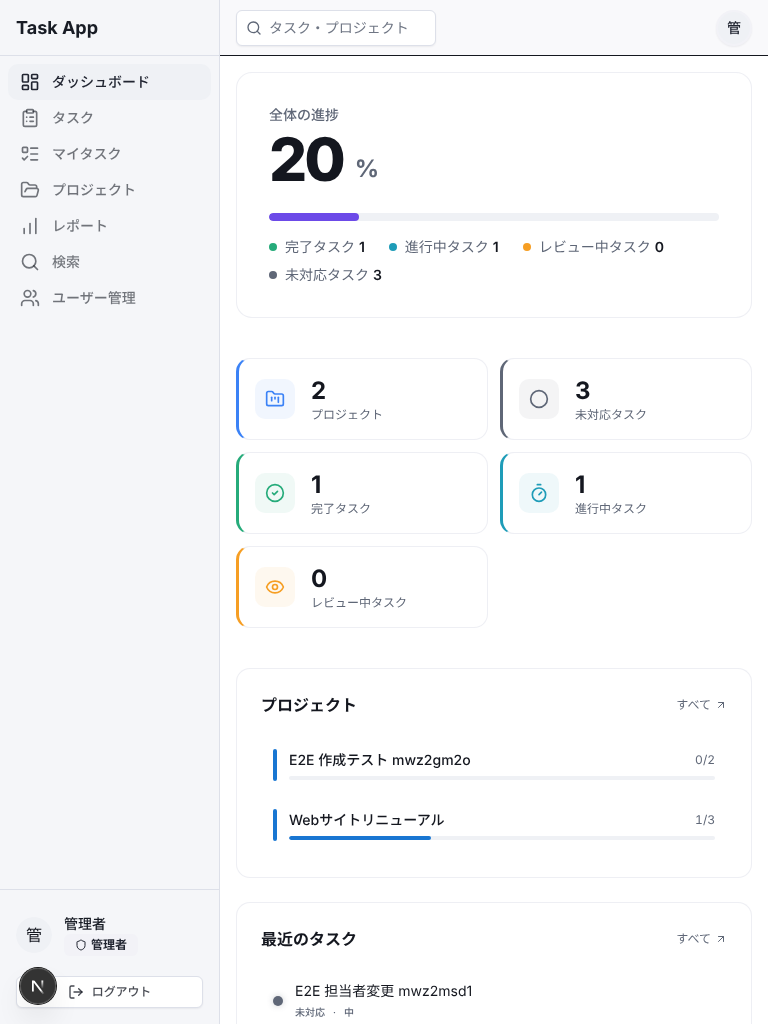 Task App
タスク・プロジェクト
管
ダッシュボード
タスク
マイタスク
プロジェクト
レポート
検索
ユーザー管理
全体の進捗
20 %
完了タスク 1 進行中タスク 1 レビュー中タスク 0
未対応タスク 3
2
プロジェクト
3
未対応タスク
1
完了タスク
1
進行中タスク
0
レビュー中タスク
プロジェクト
すべて
E2E 作成テスト mwz2gm2o 0/2
Webサイトリニューアル 1/3
最近のタスク
すべて
E2E 担当者変更 mwz2msd1
未対応 · 中
管
管理者
管理者
N
ログアウト